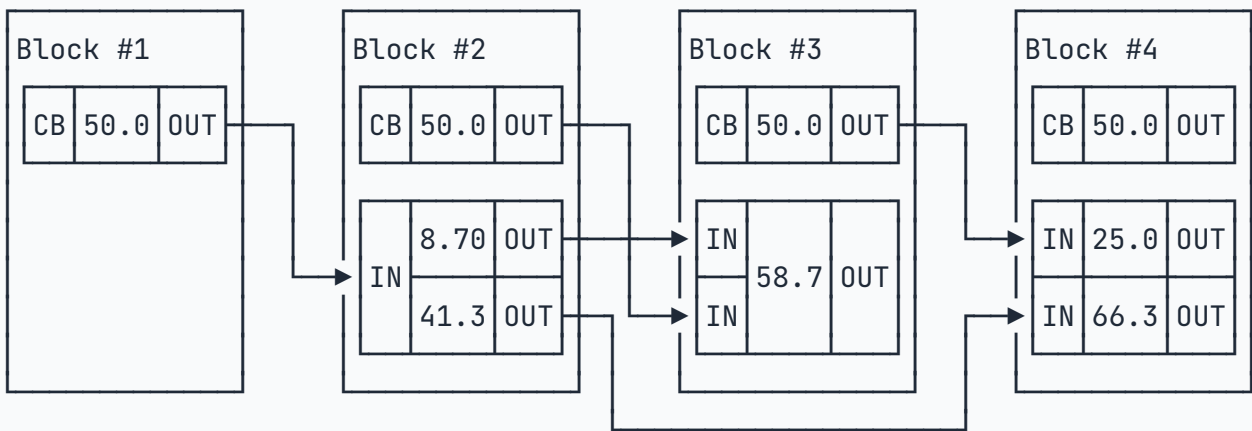 Block #1
CB 50.0 OUT
Block #2
CB 50.0 OUT
IN
8.70 OUT
41.3 OUT
Block #3
CB 50.0 OUT
IN
IN
58.7 OUT
Block #4
CB 50.0 OUT
IN 25.0 OUT
IN 66.3 OUT